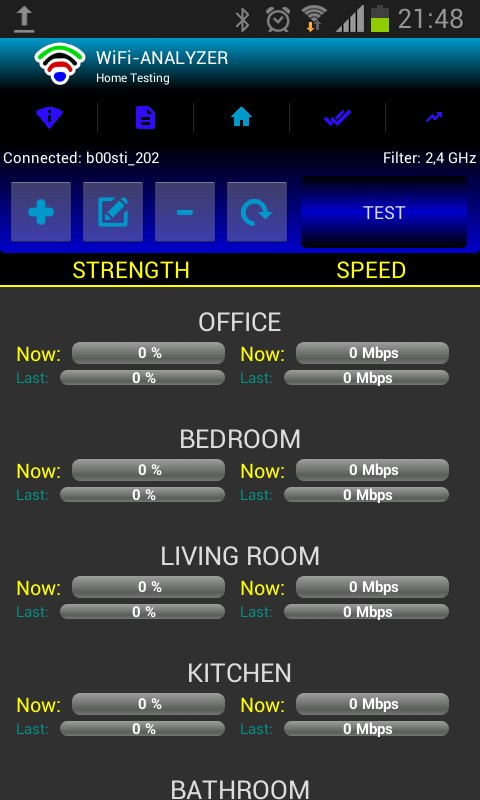 21:48
WiFi-ANALYZER
Home Testing
Connected: b00sti_202 Filter: 2,4 GHz
TEST
STRENGTH SPEED
OFFICE
Now: 0 % Now: 0 Mbps
Last: 0 % Last: 0 Mbps
BEDROOM
Now: 0 % Now: 0 Mbps
Last: 0 % Last: 0 Mbps
LIVING ROOM
Now: 0 % Now: 0 Mbps
Last: 0 % Last: 0 Mbps
KITCHEN
Now: 0 % Now: 0 Mbps
Last: 0 % Last: 0 Mbps
BATHROOM